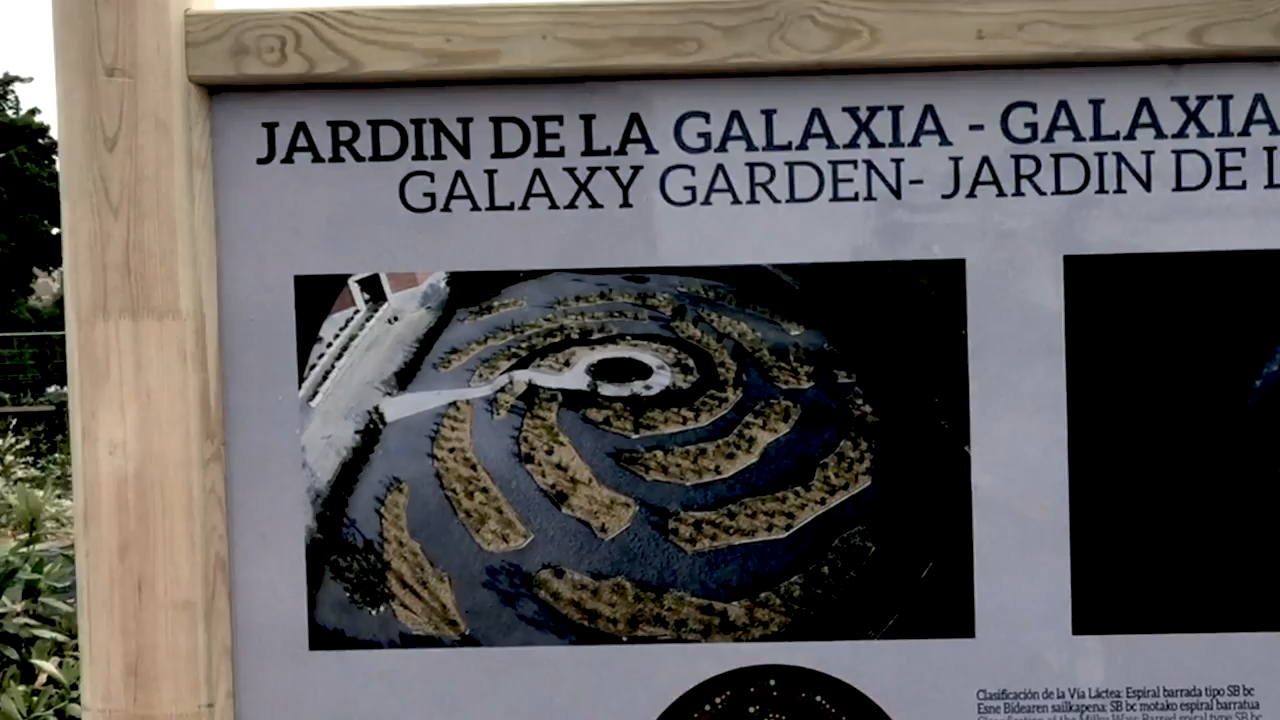 JARDIN DE LA GALAXIA - GALAXIA
GALAXY GARDEN- JARDIN DE L
Clasificación de la Vía Láctea: Espiral barrada tipo SB bc
Esne Bidearen sailkapena: SB bc motako espiral barratua